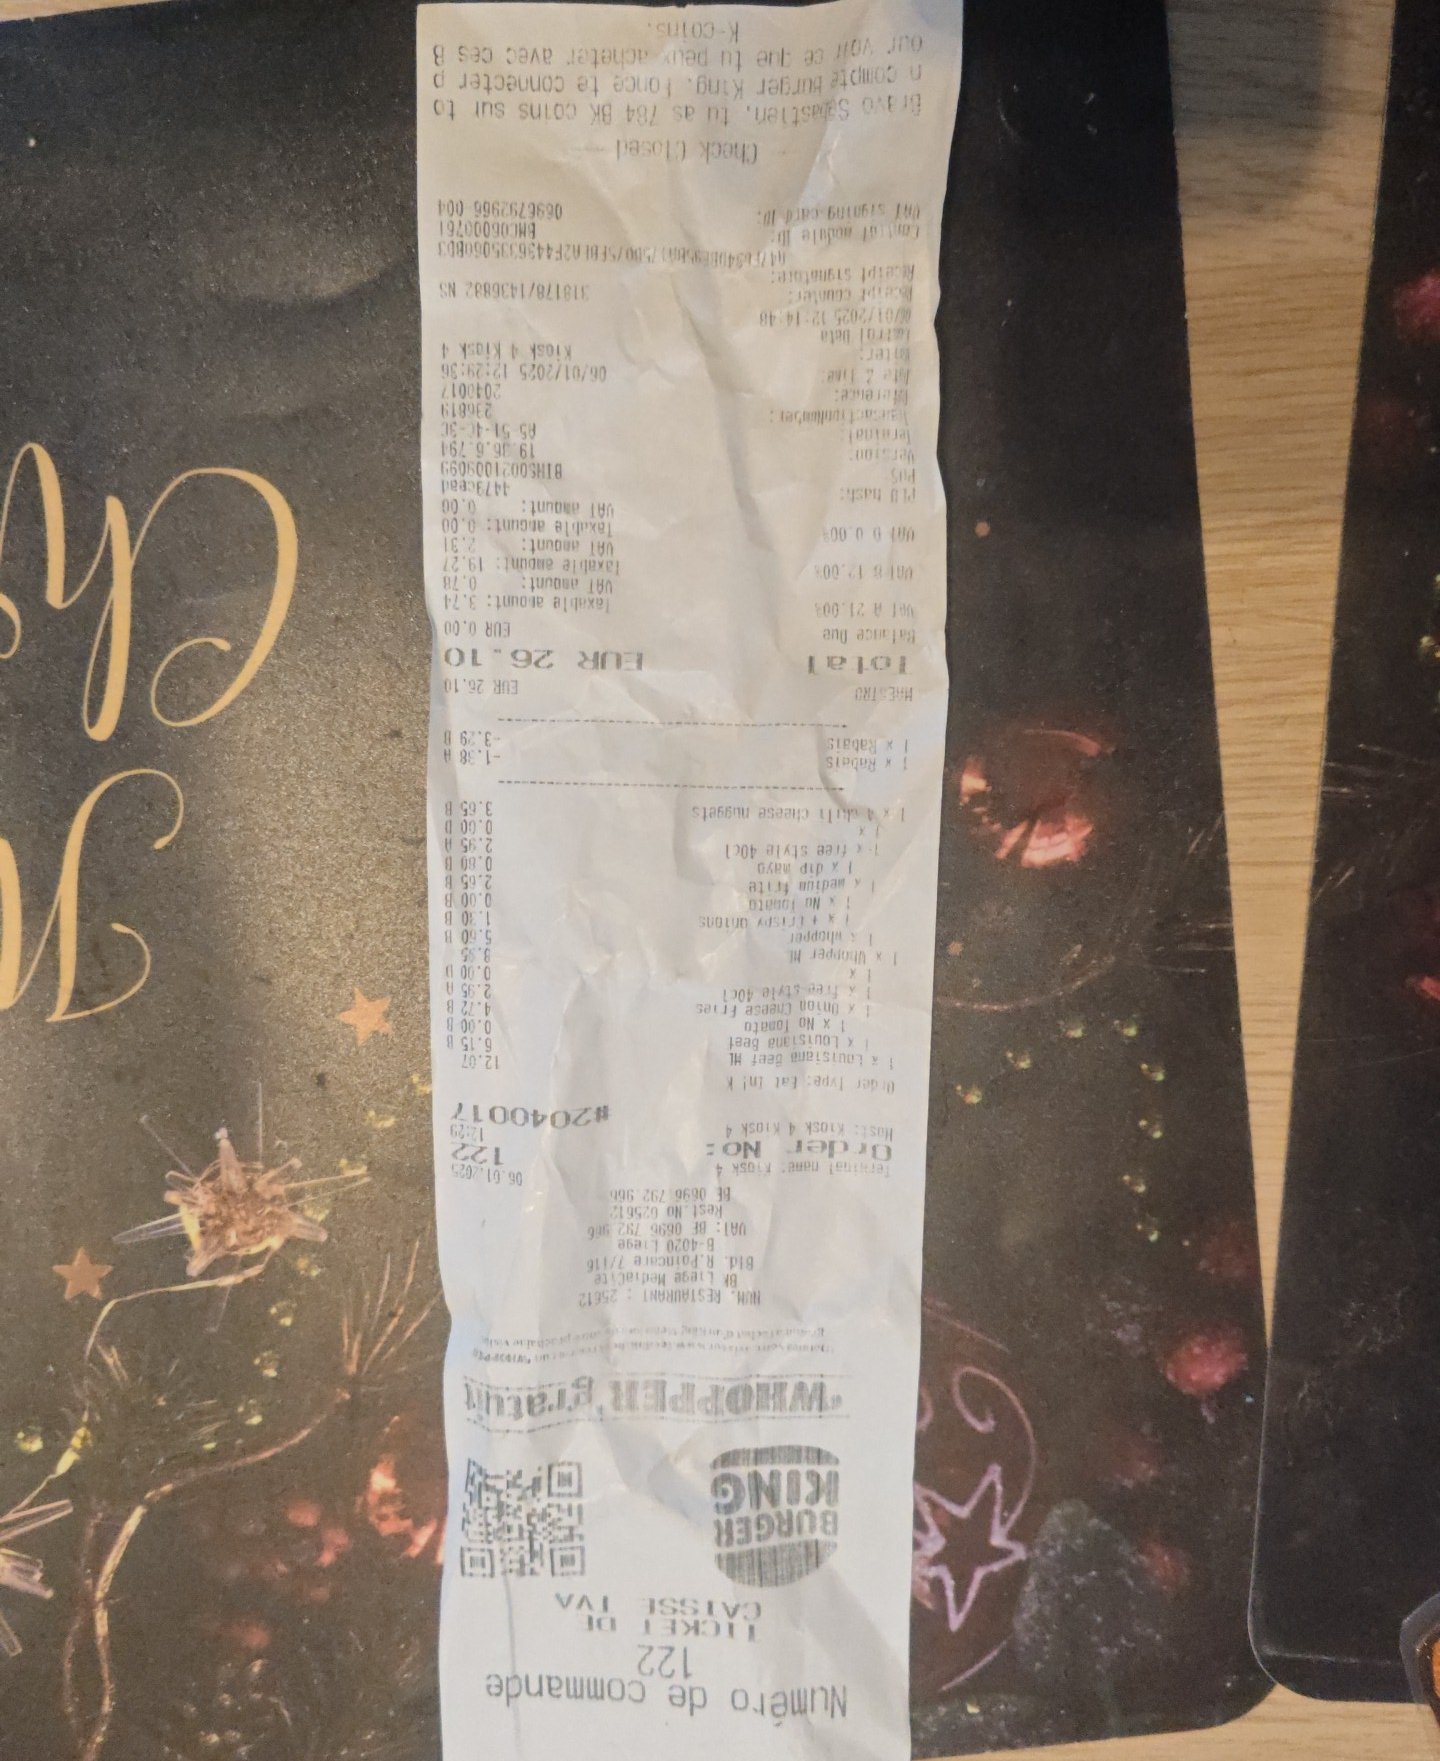 Numéro de commande
122
TICKET DE
CAISSE TVA
BURGER
KING
*WHOPPER gratuit
NUM. RESTAURANT : 25612
BK Liege Mediacite
Bld. R.Poincare 7/116
B-4020 Liege
VAT: BE 0696 792 966
Rest.No 625612
BE 0696 792 966
Terminal name: Kiosk 4 06.01.2025
Order No: 122
Host: Kiosk 4 Kiosk 4 12:29
#2040017
Order Type: Eat In! K
1 x Louisiana Beef ML 12.07
1 x Louisiana Beef 6.15 B
1 x No Tomato 0.00 B
1 x Onion Cheese Fries 4.72 B
1 x free style 40cl 2.95 A
1 x 0.00 D
1 x Whopper ML 8.95
1 x whopper 5.60 B
1 x + Crispy Onions 1.30 B
1 x No Tomato 0.00 B
1 x medium frite 2.65 B
1 x dip mayo 0.80 B
1 x free style 40cl 2.95 A
1 x 0.00 D
1 x 4 chili cheese nuggets 3.65 B
1 x Rabais -1.38 A
1 x Rabais -3.29 B
MAESTRO EUR 26.10
Total EUR 26.10
Balance Due EUR 0.00
VAT A 21.00% Taxable amount: 3.74
VAT amount: 0.78
VAT B 12.00% Taxable amount: 19.27
VAT amount: 2.31
VAT D 0.00% Taxable amount: 0.00
VAT amount: 0.00
PLU hash: 4479cead
POS BIMS0021009099
Version: 19.06.6.794
Terminal: A5-51-4C-3C
Transactionnumber: 236819
Reference: 2040017
Date & Time: 06/01/2025 12:29:36
Kiosk 4 Kiosk 4
Control Data
06/01/2025 12:14:48
Receipt counter: 318178/1436882 NS
Receipt signature:
Control module ID: BMC06000761
VAT signing card ID: 0696792966 004
Check Closed
Bravo Sébastien, tu as 784 BK coins sur to
n compte Burger King. Fonce te connecter p
our voir ce que tu peux acheter avec ces B
K-coins.
Ch